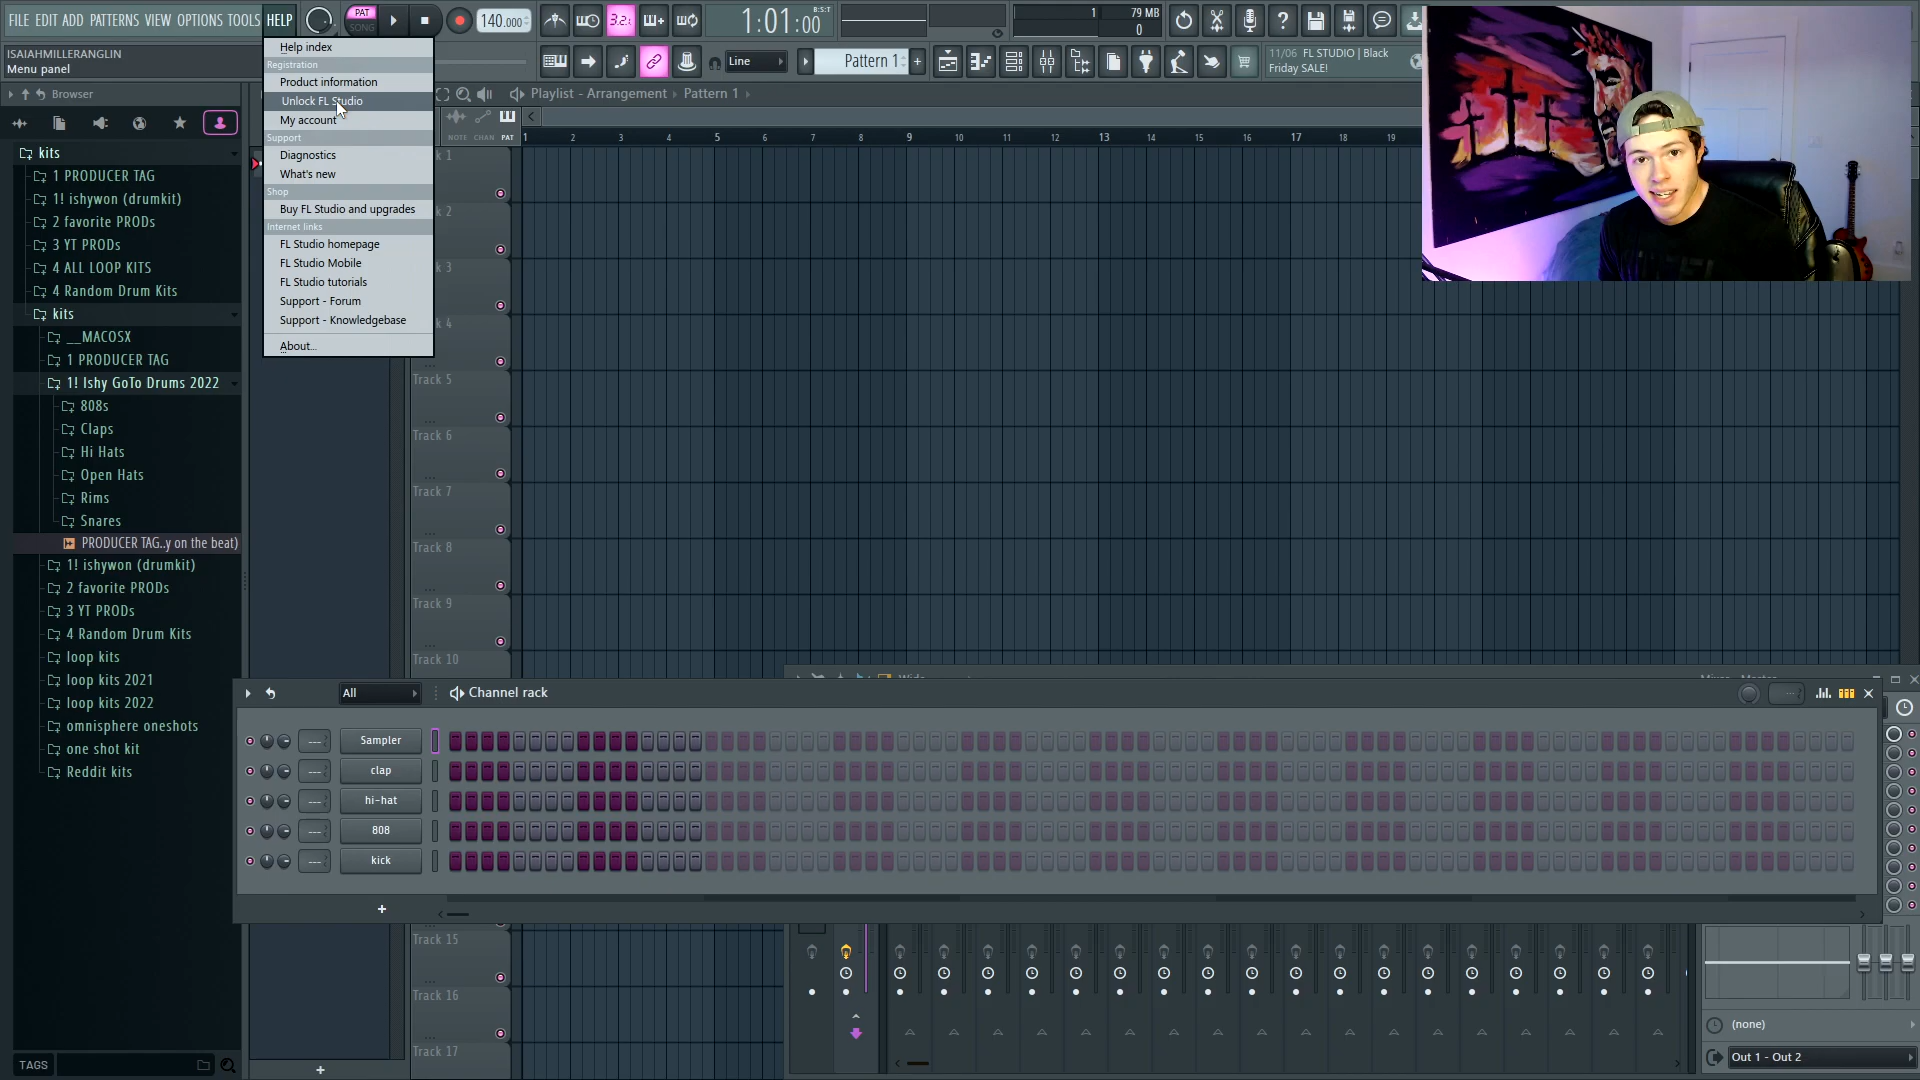 FILE EDIT ADD PATTERNS VIEW OPTIONS TOOLS HELP
PAT
SONG
140.000
3.2
1:01:00
B:S:T
1
79 MB
0
ISAIAHMILLERANGLIN
Menu panel
Line
Pattern 1
+
11/06 FL STUDIO | Black
Friday SALE!
Help index
Registration
Product information
Unlock FL Studio
My account
Support
Diagnostics
What's new
Shop
Buy FL Studio and upgrades
Internet links
FL Studio homepage
FL Studio Mobile
FL Studio tutorials
Support - Forum
Support - Knowledgebase
About...
Browser
kits
1 PRODUCER TAG
1! ishywon (drumkit)
2 favorite PRODs
3 YT PRODs
4 ALL LOOP KITS
4 Random Drum Kits
kits
__MACOSX
1 PRODUCER TAG
1! Ishy GoTo Drums 2022
808s
Claps
Hi Hats
Open Hats
Rims
Snares
PRODUCER TAG..y on the beat)
1! ishywon (drumkit)
2 favorite PRODs
3 YT PRODs
4 Random Drum Kits
loop kits
loop kits 2021
loop kits 2022
omnisphere oneshots
one shot kit
Reddit kits
TAGS
Playlist - Arrangement Pattern 1
NOTE CHAN PAT
1 2 3 4 5 6 7 8 9 10 11 12 13 14 15 16 17 18 19
k 1
k 2
k 3
k 4
Track 5
Track 6
Track 7
Track 8
Track 9
Track 10
All
Channel rack
Sampler
clap
hi-hat
808
kick
+
Track 15
Track 16
Track 17
+
(none)
Out 1 - Out 2